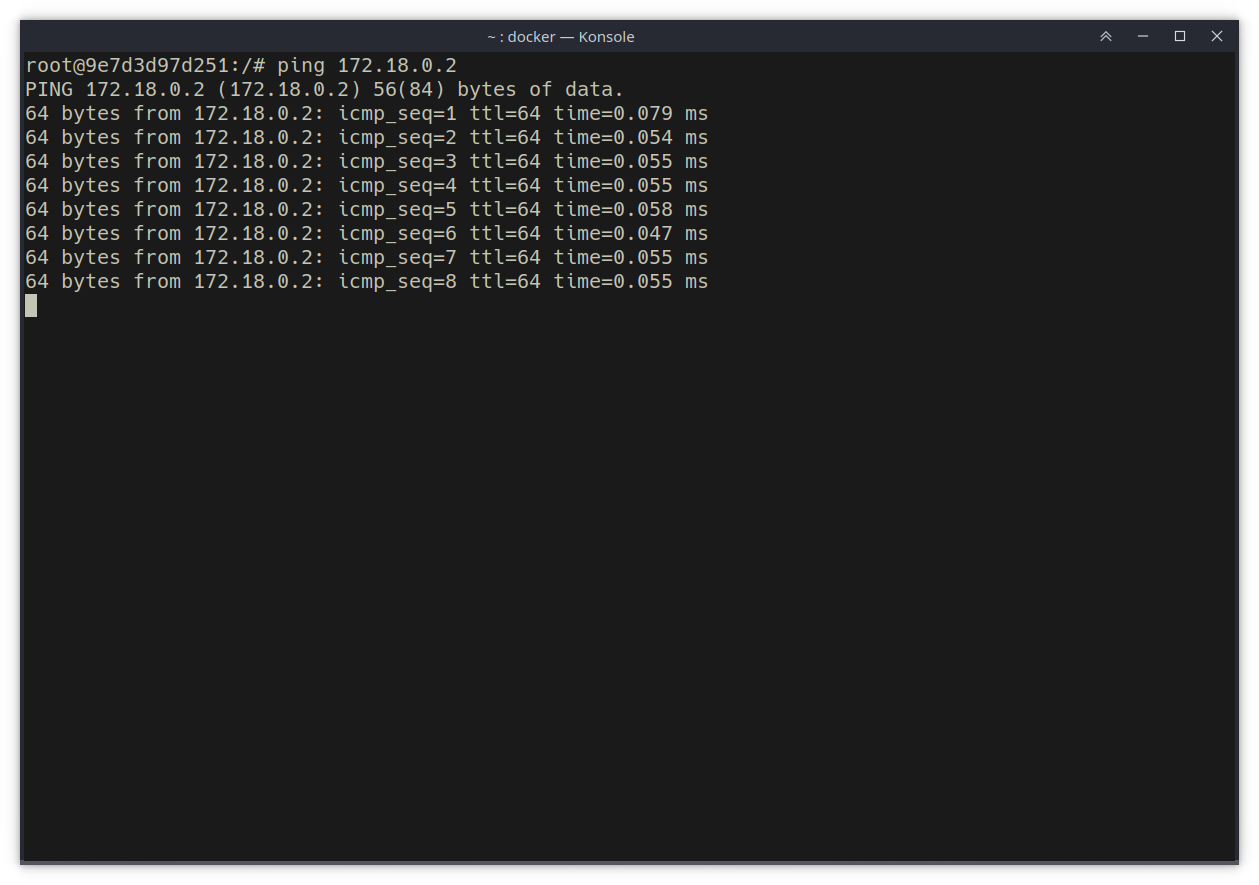 ~ : docker — Konsole
root@9e7d3d97d251:/# ping 172.18.0.2
PING 172.18.0.2 (172.18.0.2) 56(84) bytes of data.
64 bytes from 172.18.0.2: icmp_seq=1 ttl=64 time=0.079 ms
64 bytes from 172.18.0.2: icmp_seq=2 ttl=64 time=0.054 ms
64 bytes from 172.18.0.2: icmp_seq=3 ttl=64 time=0.055 ms
64 bytes from 172.18.0.2: icmp_seq=4 ttl=64 time=0.055 ms
64 bytes from 172.18.0.2: icmp_seq=5 ttl=64 time=0.058 ms
64 bytes from 172.18.0.2: icmp_seq=6 ttl=64 time=0.047 ms
64 bytes from 172.18.0.2: icmp_seq=7 ttl=64 time=0.055 ms
64 bytes from 172.18.0.2: icmp_seq=8 ttl=64 time=0.055 ms